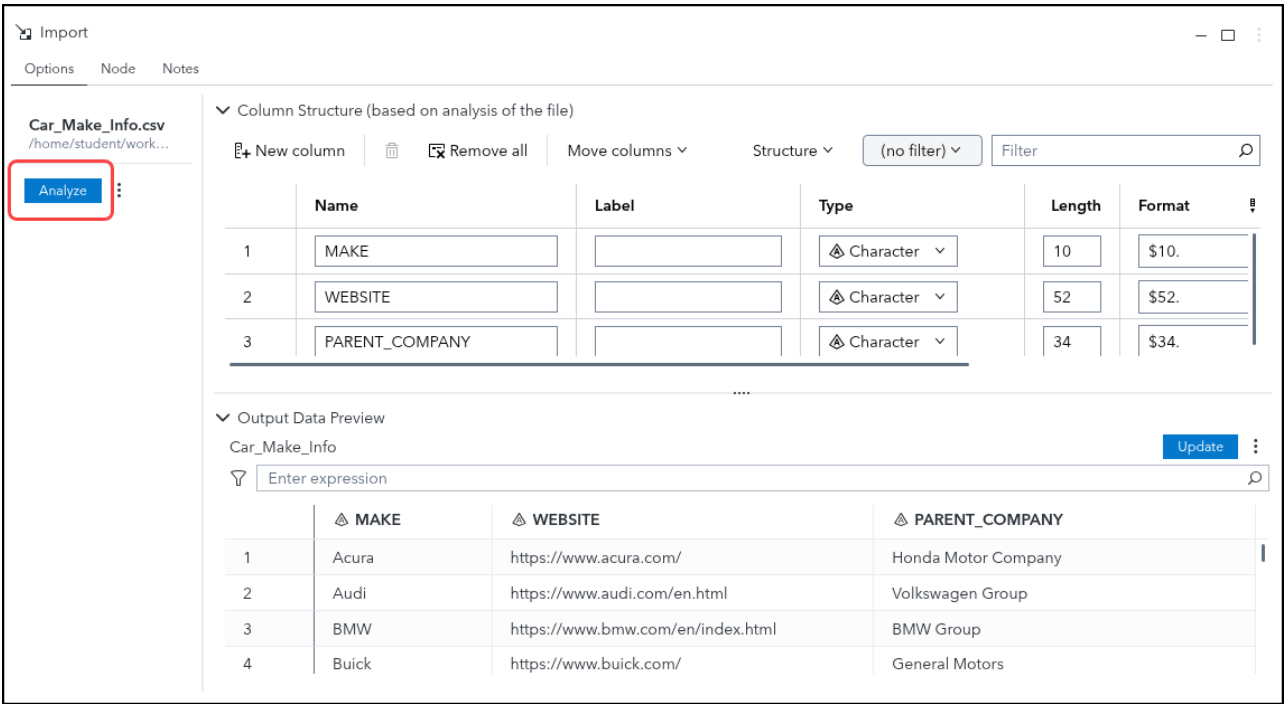 Import
Options Node Notes
Car_Make_Info.csv
/home/student/work...
Analyze
Column Structure (based on analysis of the file)
New column Remove all Move columns Structure (no filter) Filter
Name Label Type Length Format
1 MAKE Character 10 $10.
2 WEBSITE Character 52 $52.
3 PARENT_COMPANY Character 34 $34.
Output Data Preview
Car_Make_Info Update
Enter expression
MAKE WEBSITE PARENT_COMPANY
1 Acura https://www.acura.com/ Honda Motor Company
2 Audi https://www.audi.com/en.html Volkswagen Group
3 BMW https://www.bmw.com/en/index.html BMW Group
4 Buick https://www.buick.com/ General Motors